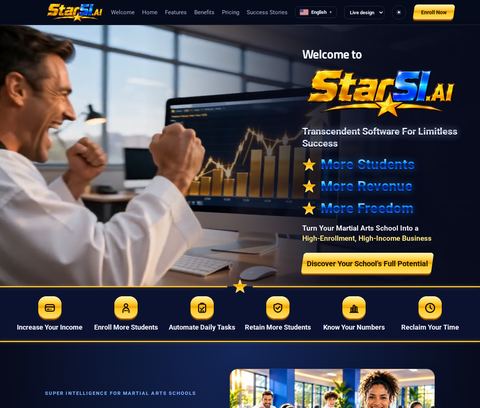 StarSI.AI
Welcome
Home
Features
Benefits
Pricing
Success Stories
English
Live design
Enroll Now
Welcome to
StarSI.AI
Transcendent Software For Limitless
Success
More Students
More Revenue
More Freedom
Turn Your Martial Arts School Into a
High-Enrollment, High-Income Business
Discover Your School's Full Potential
Increase Your Income
Enroll More Students
Automate Daily Tasks
Retain More Students
Know Your Numbers
Reclaim Your Time
SUPER INTELLIGENCE FOR MARTIAL ARTS SCHOOLS